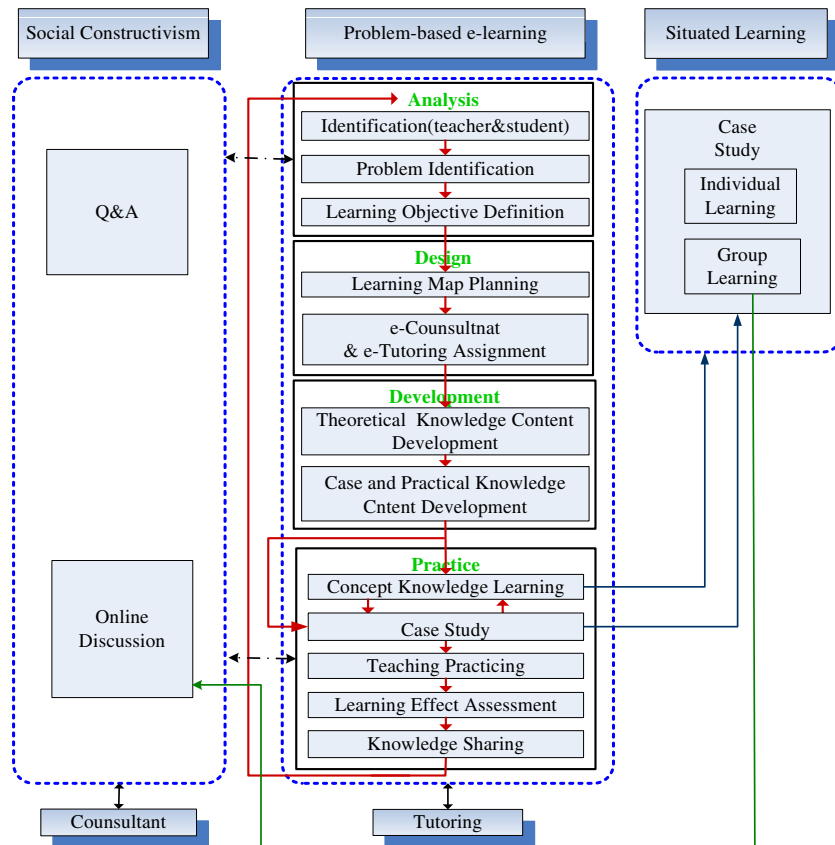 Social Constructivism
Problem-based e-learning
Situated Learning
Analysis
Identification(teacher&student)
Problem Identification
Learning Objective Definition
Design
Learning Map Planning
e-Counsultnat
& e-Tutoring Assignment
Development
Theoretical Knowledge Content
Development
Case and Practical Knowledge
Cntent Development
Practice
Concept Knowledge Learning
Case Study
Teaching Practicing
Learning Effect Assessment
Knowledge Sharing
Q&A
Online
Discussion
Case
Study
Individual
Learning
Group
Learning
Counsultant
Tutoring